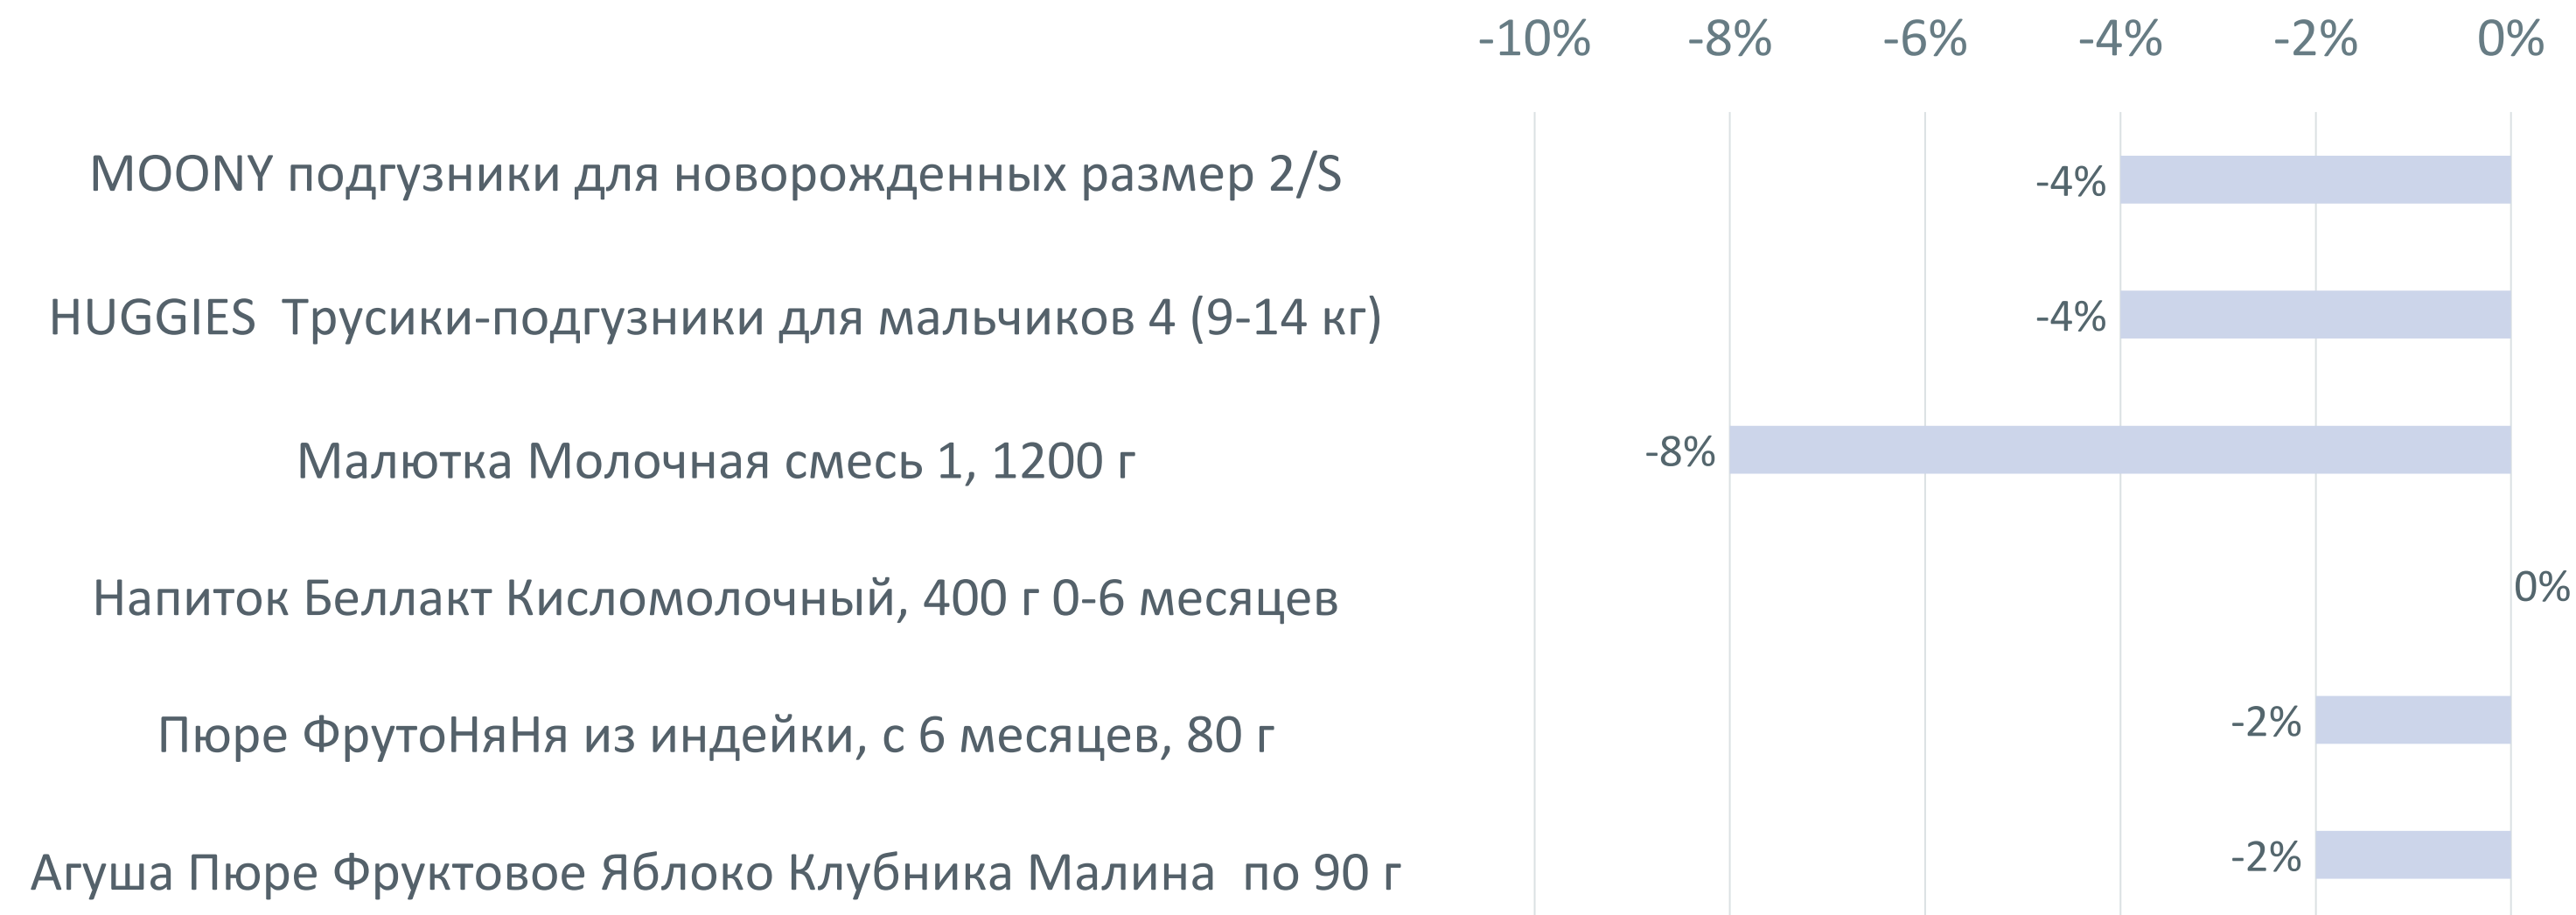 -10% -8% -6% -4% -2% 0%
MOONY подгузники для новорожденных размер 2/S -4%
HUGGIES  Трусики-подгузники для мальчиков 4 (9-14 кг) -4%
Малютка Молочная смесь 1, 1200 г -8%
Напиток Беллакт Кисломолочный, 400 г 0-6 месяцев 0%
Пюре ФрутоНяНя из индейки, с 6 месяцев, 80 г -2%
Агуша Пюре Фруктовое Яблоко Клубника Малина  по 90 г -2%